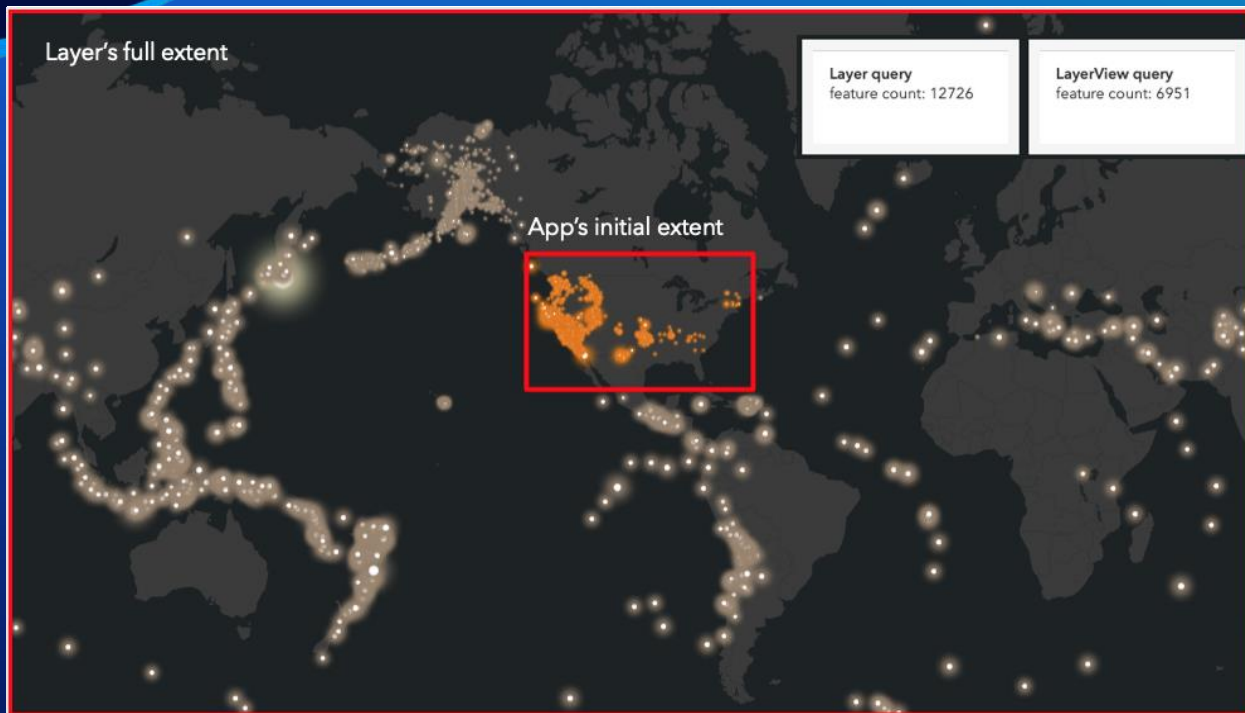 Layer's full extent
Layer query
feature count: 12726
LayerView query
feature count: 6951
App's initial extent